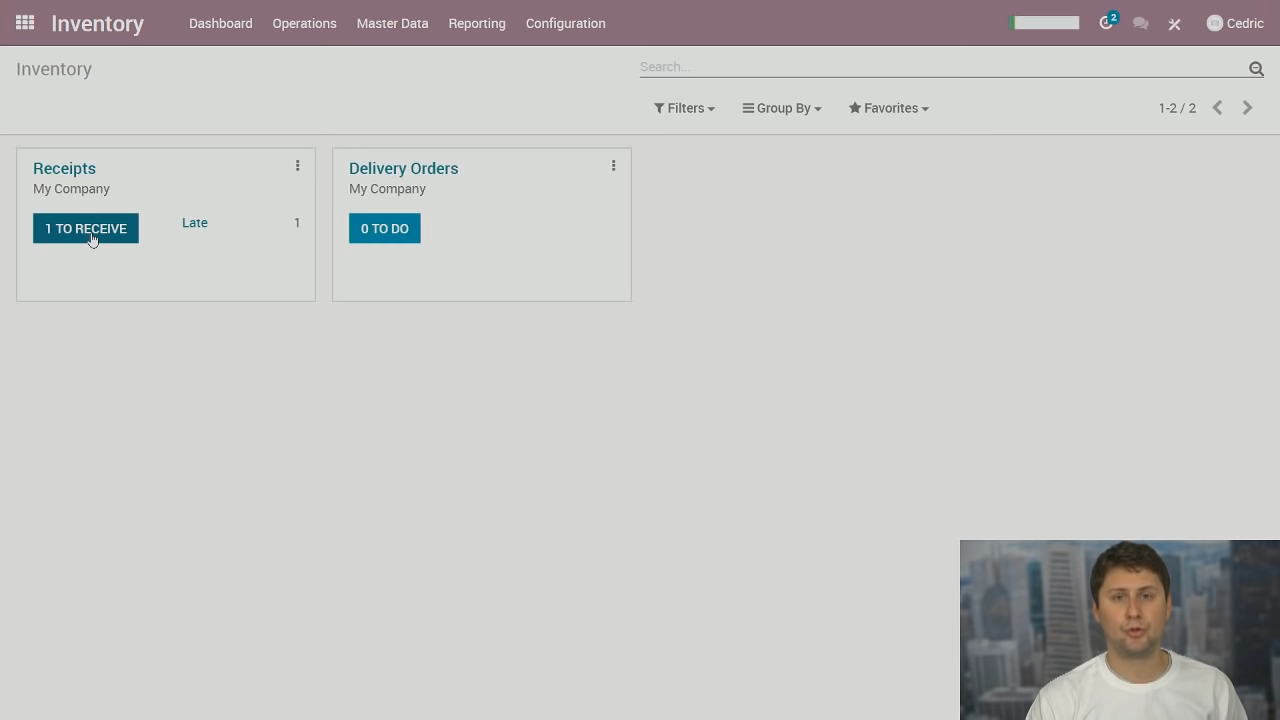 Inventory
Dashboard
Operations
Master Data
Reporting
Configuration
2
Cedric
Inventory
Search...
Filters
Group By
Favorites
1-2 / 2
Receipts
My Company
1 TO RECEIVE
Late
1
Delivery Orders
My Company
0 TO DO